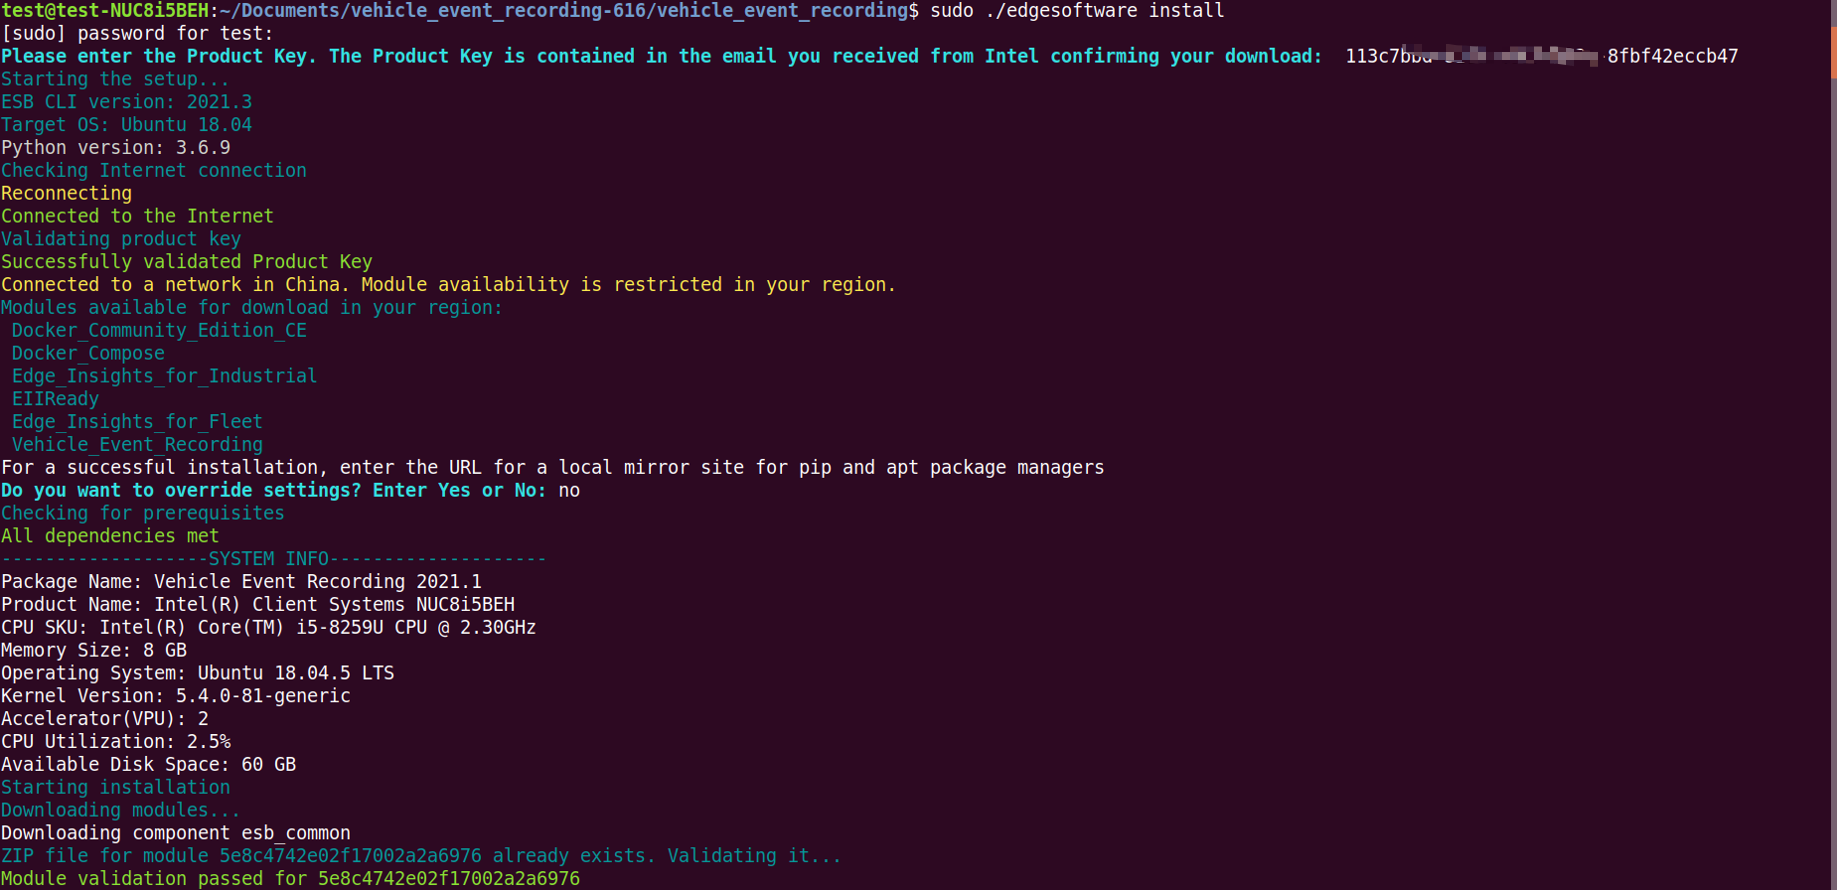 test@test-NUC8i5BEH:~/Documents/vehicle_event_recording-616/vehicle_event_recording$ sudo ./edgesoftware install
[sudo] password for test:
Please enter the Product Key. The Product Key is contained in the email you received from Intel confirming your download: 113c7bbd 8fbf42eccb47
Starting the setup...
ESB CLI version: 2021.3
Target OS: Ubuntu 18.04
Python version: 3.6.9
Checking Internet connection
Reconnecting
Connected to the Internet
Validating product key
Successfully validated Product Key
Connected to a network in China. Module availability is restricted in your region.
Modules available for download in your region:
Docker_Community_Edition_CE
Docker_Compose
Edge_Insights_for_Industrial
EIIReady
Edge_Insights_for_Fleet
Vehicle_Event_Recording
For a successful installation, enter the URL for a local mirror site for pip and apt package managers
Do you want to override settings? Enter Yes or No: no
Checking for prerequisites
All dependencies met
-------------------SYSTEM INFO--------------------
Package Name: Vehicle Event Recording 2021.1
Product Name: Intel(R) Client Systems NUC8i5BEH
CPU SKU: Intel(R) Core(TM) i5-8259U CPU @ 2.30GHz
Memory Size: 8 GB
Operating System: Ubuntu 18.04.5 LTS
Kernel Version: 5.4.0-81-generic
Accelerator(VPU): 2
CPU Utilization: 2.5%
Available Disk Space: 60 GB
Starting installation
Downloading modules...
Downloading component esb_common
ZIP file for module 5e8c4742e02f17002a2a6976 already exists. Validating it...
Module validation passed for 5e8c4742e02f17002a2a6976